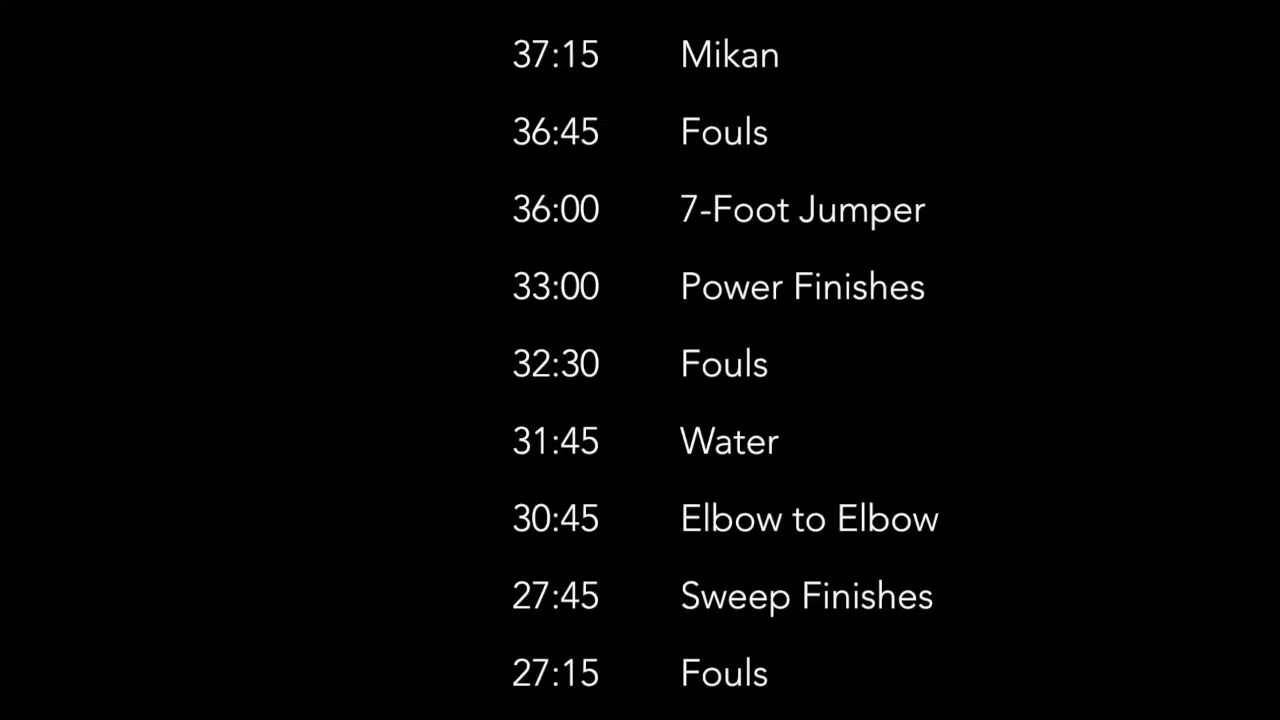 37:15 Mikan
36:45 Fouls
36:00 7-Foot Jumper
33:00 Power Finishes
32:30 Fouls
31:45 Water
30:45 Elbow to Elbow
27:45 Sweep Finishes
27:15 Fouls